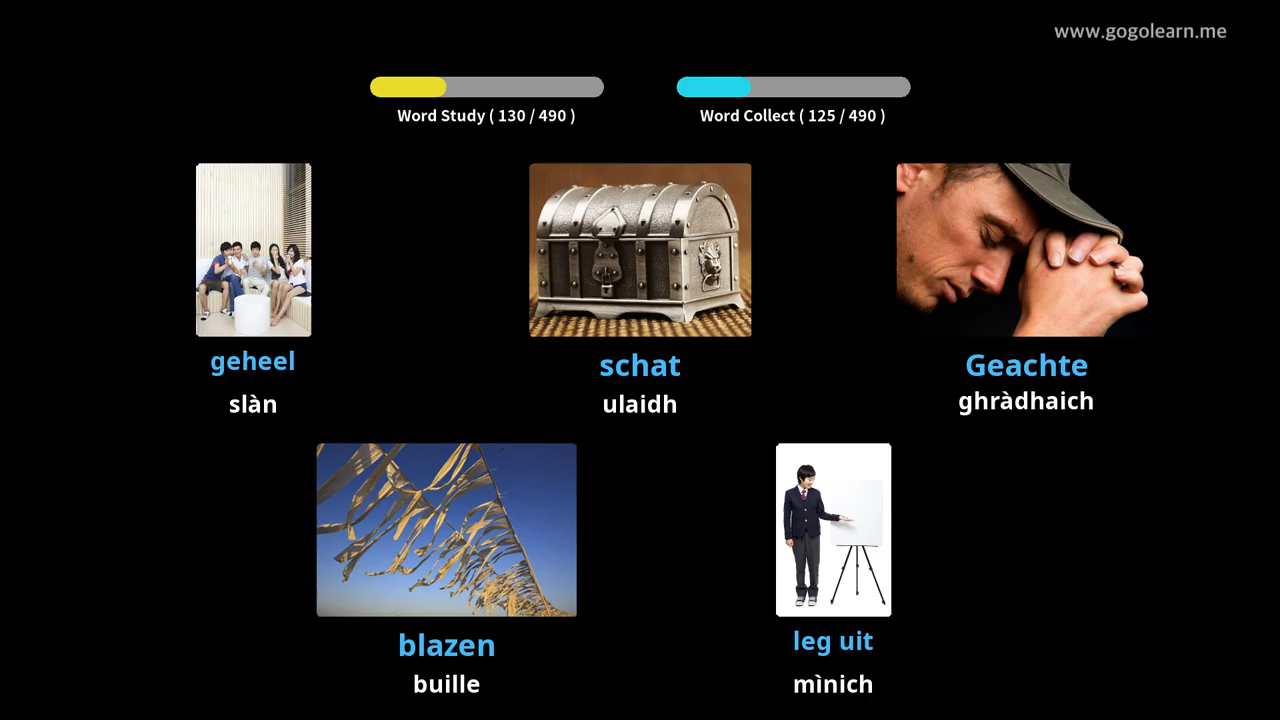 www.gogolearn.me
Word Study ( 130 / 490 )
Word Collect ( 125 / 490 )
geheel
slàn
schat
ulaidh
Geachte
ghràdhaich
blazen
buille
leg uit
mìnich